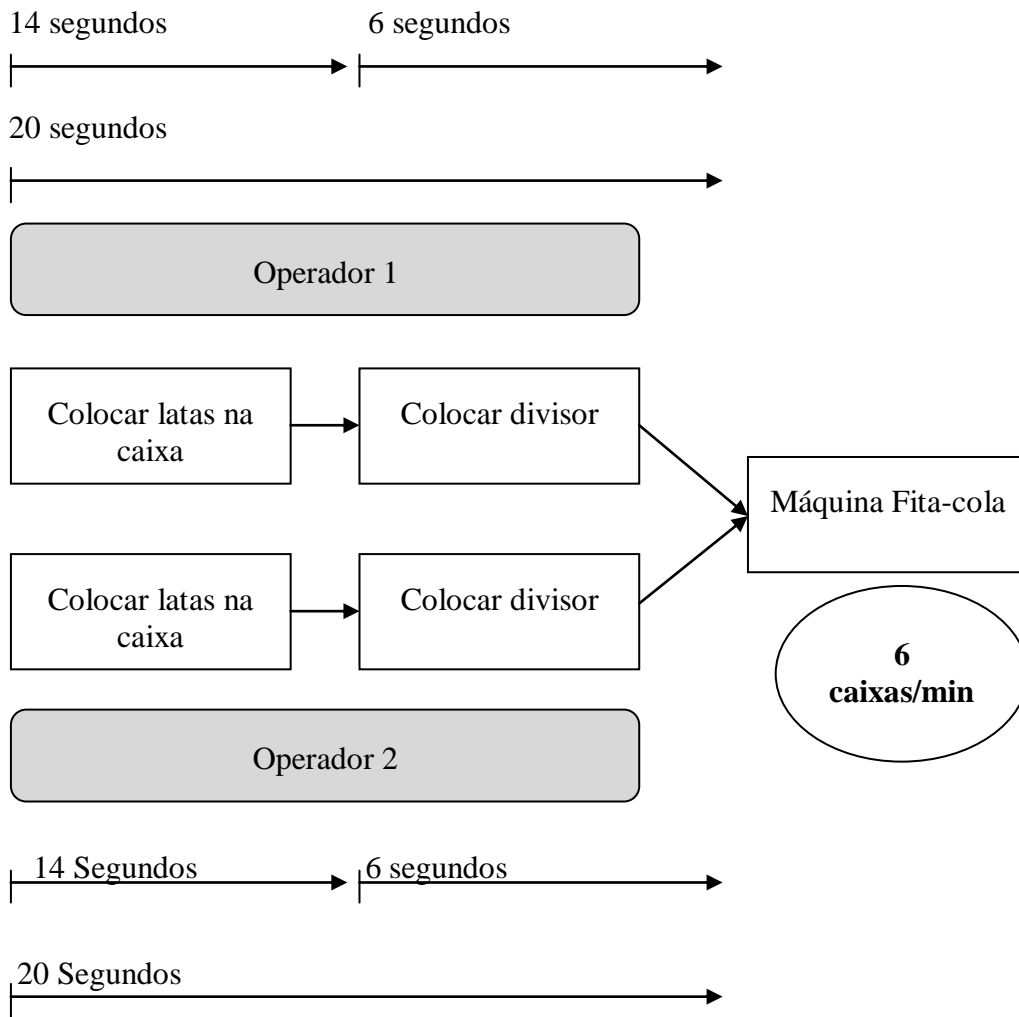 14 segundos
6 segundos
20 segundos
Operador 1
Colocar latas na
caixa
Colocar divisor
Máquina Fita-cola
Colocar latas na
caixa
Colocar divisor
6
caixas/min
Operador 2
14 Segundos
6 segundos
20 Segundos